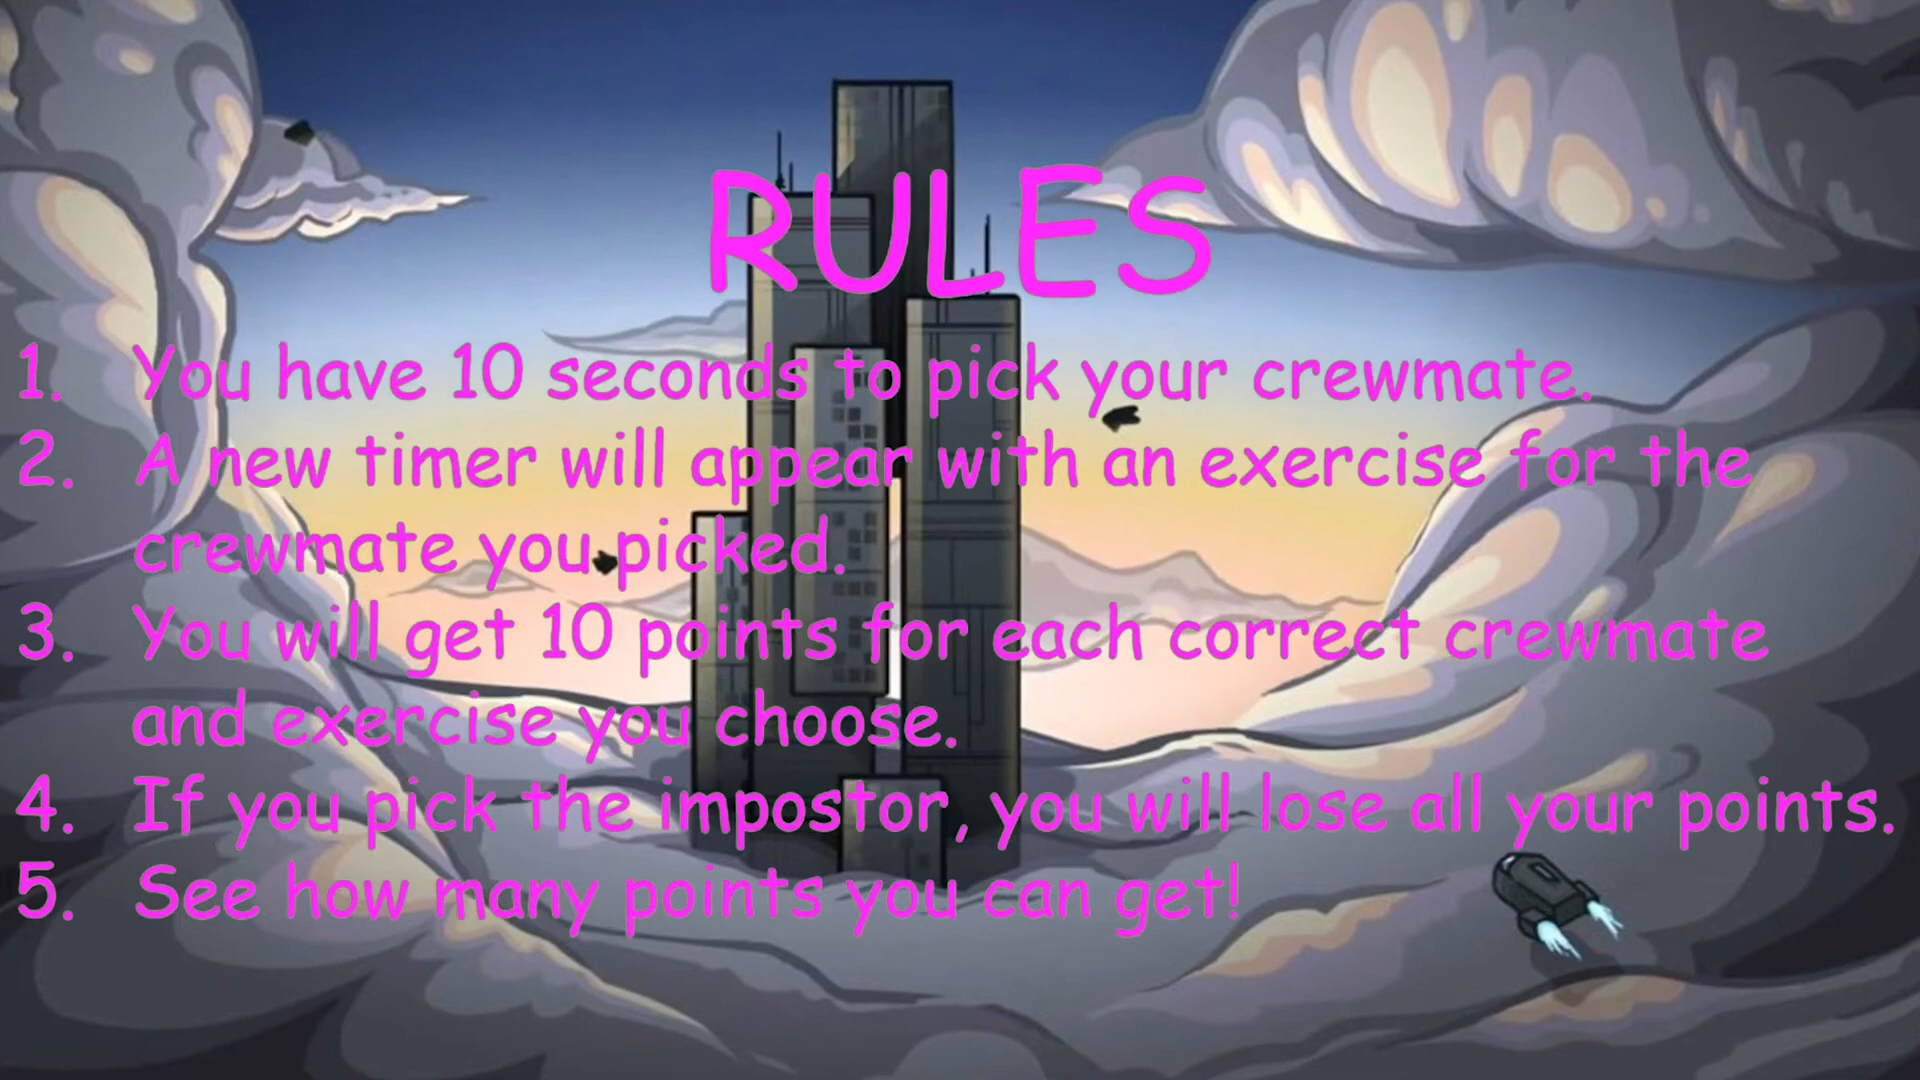 RULES
1. You have 10 seconds to pick your crewmate.
2. A new timer will appear with an exercise for the
crewmate you picked.
3. You will get 10 points for each correct crewmate
and exercise you choose.
4. If you pick the impostor, you will lose all your points.
5. See how many points you can get!